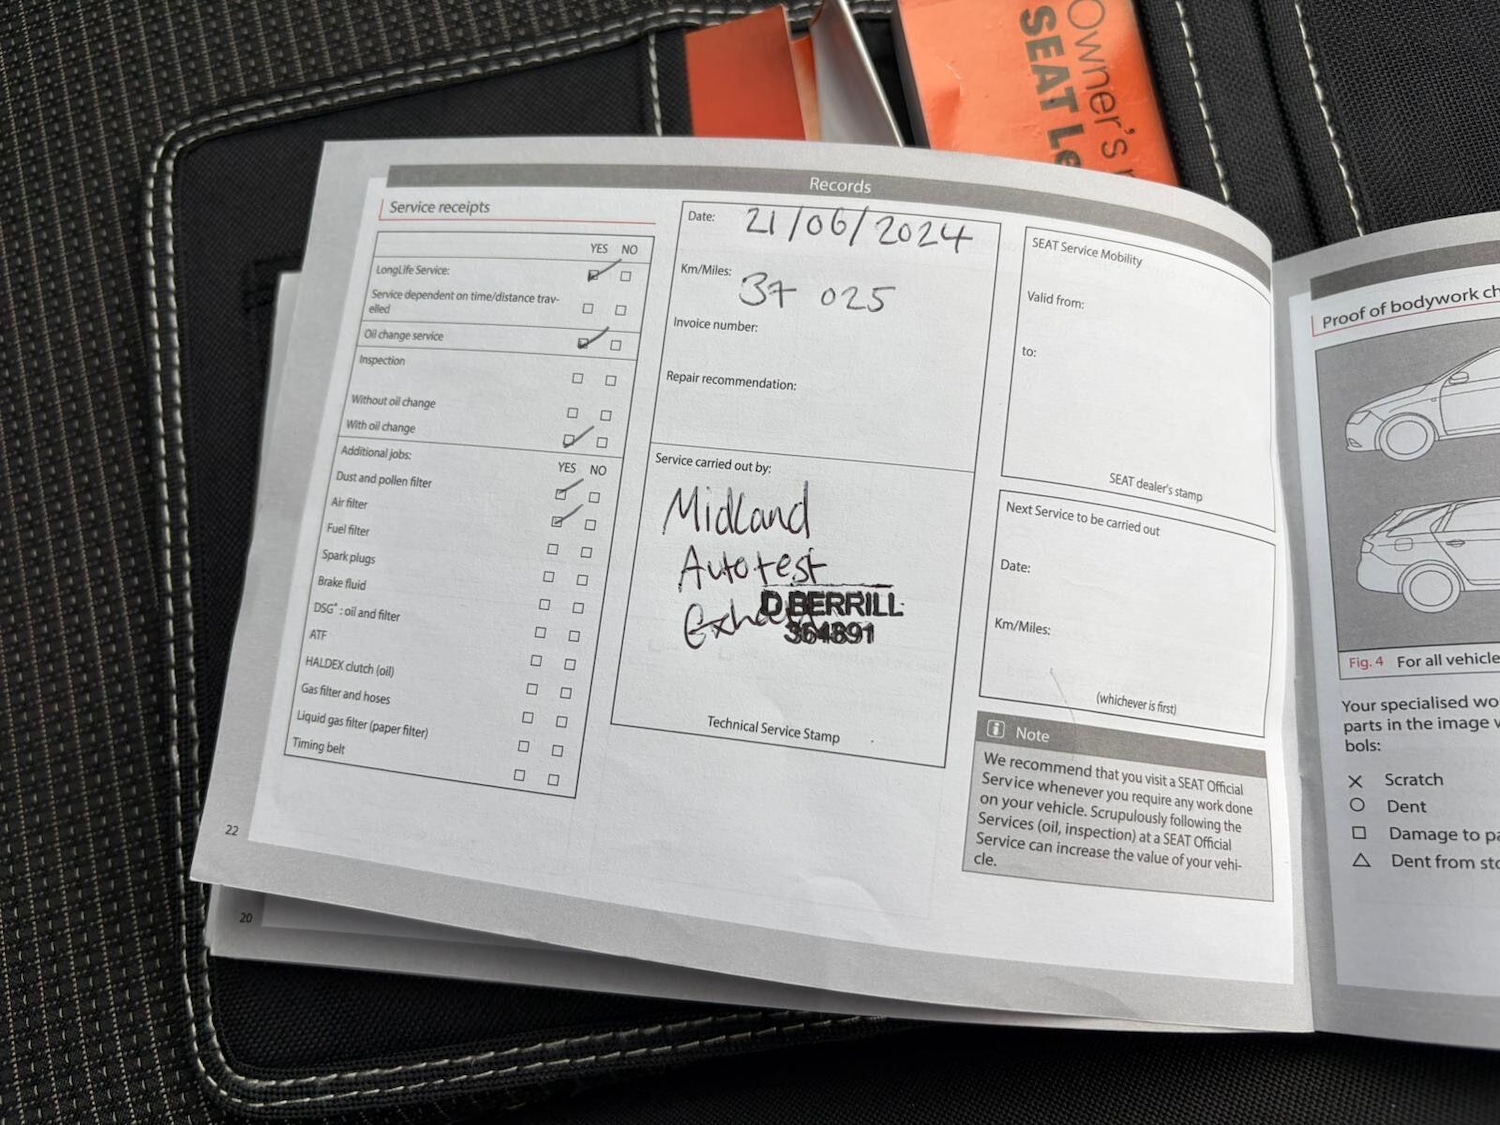 Owner's
SEAT Le
Records
Service receipts
YES NO
LongLife Service:
Service dependent on time/distance trav-
elled
Oil change service
Inspection
Without oil change
With oil change
Additional jobs:
YES NO
Dust and pollen filter
Air filter
Fuel filter
Spark plugs
Brake fluid
DSG®: oil and filter
ATF
HALDEX clutch (oil)
Gas filter and hoses
Liquid gas filter (paper filter)
Timing belt
22
20
Date: 21/06/2024
Km/Miles: 37 025
Invoice number:
Repair recommendation:
Service carried out by:
Midland
Autotest
D BERRILL
364891
Technical Service Stamp
SEAT Service Mobility
Valid from:
to:
SEAT dealer's stamp
Next Service to be carried out
Date:
Km/Miles:
(whichever is first)
Note
We recommend that you visit a SEAT Official
Service whenever you require any work done
on your vehicle. Scrupulously following the
Services (oil, inspection) at a SEAT Official
Service can increase the value of your vehi-
cle.
Proof of bodywork ch
Fig. 4 For all vehicle
Your specialised wo
parts in the image w
bols:
Scratch
Dent
Damage to pa
Dent from sto